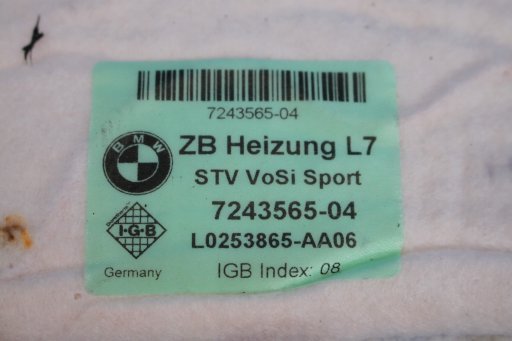 7243565-04
BMW
ZB Heizung L7
STV VoSi Sport
7243565-04
I·G·B
L0253865-AA06
Germany
IGB Index: 08